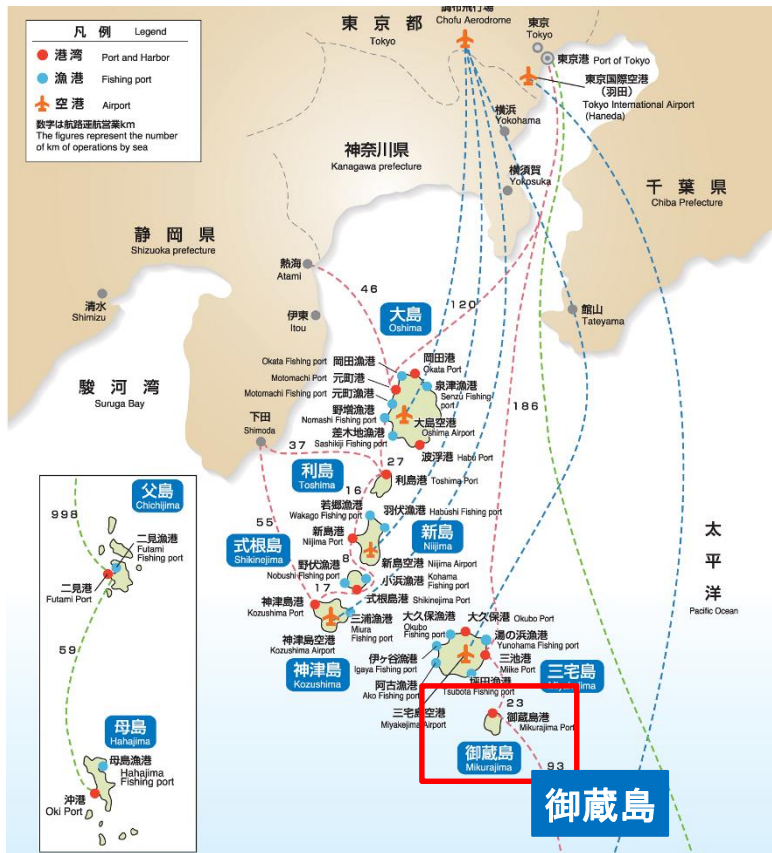 凡 例 Legend
港湾 Port and Harbor
漁港 Fishing port
空港 Airport
数字は航路運航営業km
The figures represent the number
of km of operations by sea
東 京 都
Tokyo
調布飛行場
Chofu Aerodrome
東京
Tokyo
東京港 Port of Tokyo
東京国際空港
(羽田)
Tokyo International Airport
(Haneda)
横浜
Yokohama
神奈川県
Kanagawa prefecture
横須賀
Yokosuka
千 葉 県
Chiba Prefecture
静 岡 県
Shizuoka prefecture
熱海
Atami
清水
Shimizu
伊東
Itou
館山
Tateyama
駿 河 湾
Suruga Bay
下田
Shimoda
46
120
186
37
27
16
55
8
17
大島
Oshima
岡田漁港
Okata Fishing port
岡田港
Okata Port
元町港
Motomachi Port
泉津漁港
Senzu Fishing
port
元町漁港
Motomachi Fishing port
野増漁港
Nomashi Fishing port
大島空港
Oshima Airport
差木地漁港
Sashikiji Fishing port
波浮港 Habu Port
利島
Toshima
利島港 Toshima Port
若郷漁港
Wakago Fishing port
羽伏漁港 Habushi Fishing port
新島
Niijima
新島港
Niijima Port
新島空港 Niijima Airport
式根島
Shikinejima
野伏漁港
Nobushi Fishing port
小浜漁港 Kohama
Fishing port
式根島港 Shikinejima Port
神津島港
Kozushima Port
三浦漁港
Miura
Fishing port
神津島空港
Kozushima Airport
神津島
Kozushima
大久保漁港
Okubo
Fishing port
大久保港 Okubo Port
湯の浜漁港
Yunohama Fishing port
伊ヶ谷漁港
Igaya Fishing port
三池港
Miike Port
三宅島
阿古漁港
Ako Fishing port
坪田漁港
Tsubota Fishing port
三宅島空港
Miyakejima Airport
23
御蔵島港
Mikurajima Port
御蔵島
Mikurajima
93
御蔵島
太 平 洋
Pacific Ocean
父島
Chichijima
998
二見漁港
Futami
Fishing port
二見港
Futami Port
59
母島
Hahajima
母島漁港
Hahajima
Fishing port
沖港
Oki Port